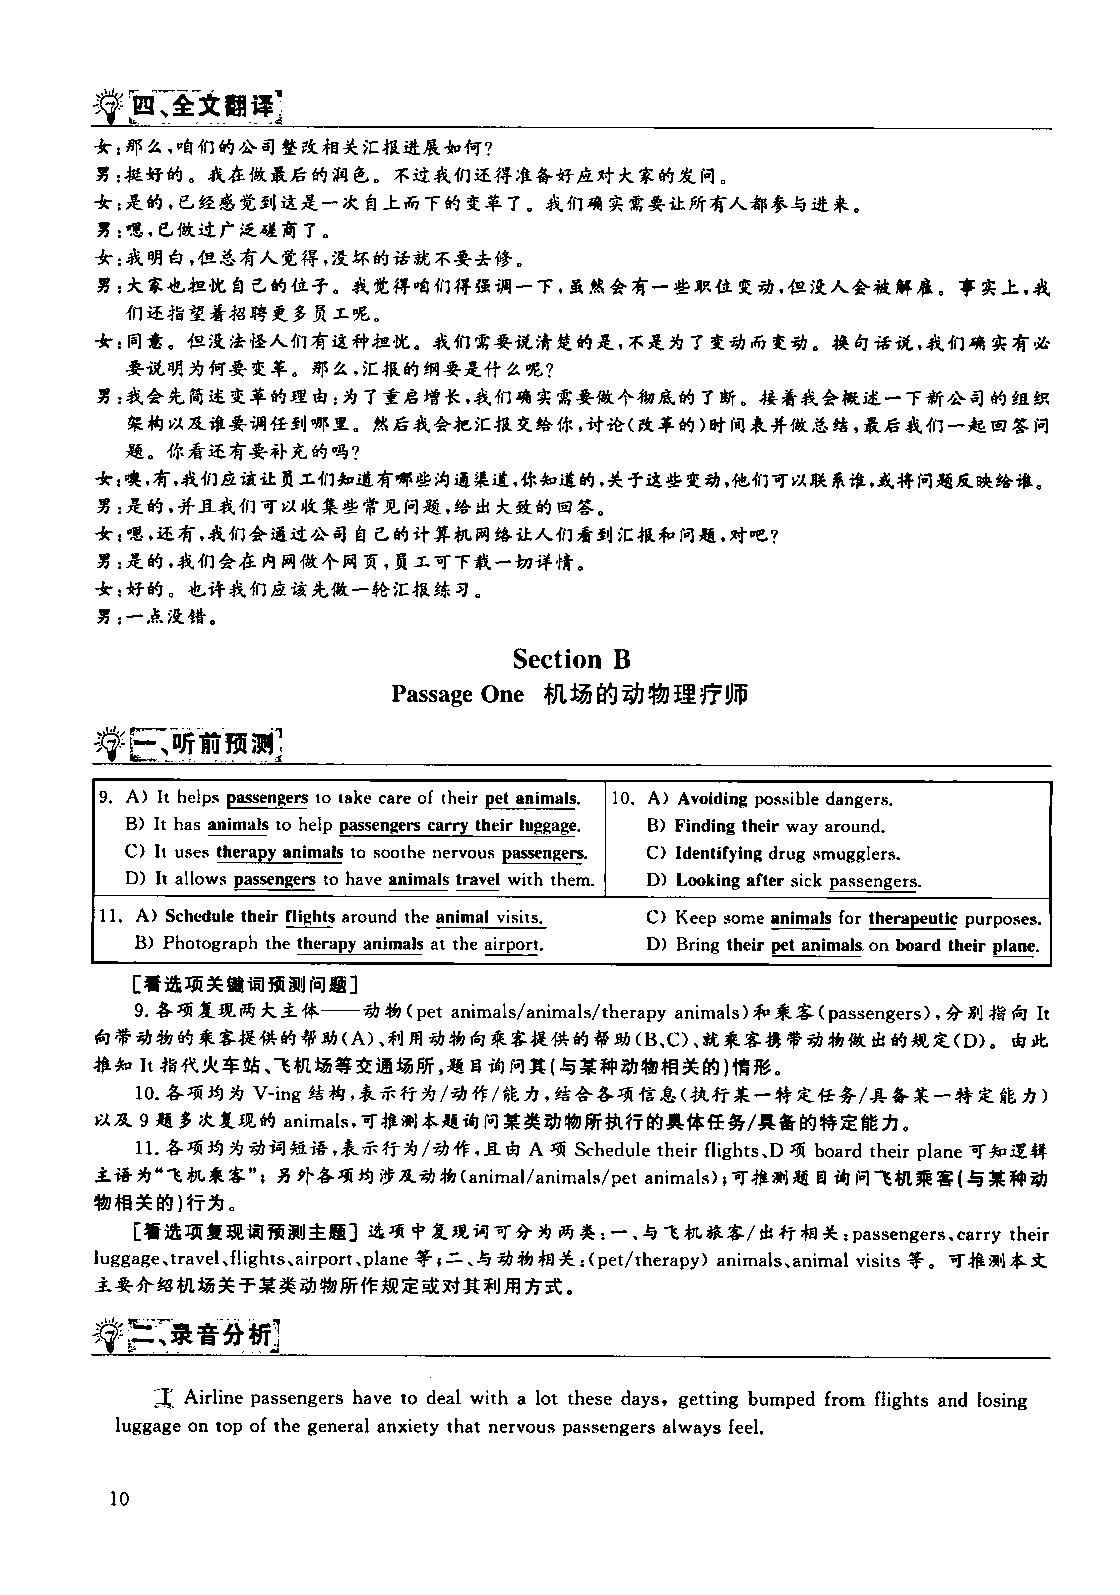 四、全文翻译
女:那么,咱们的公司整改相关汇报进展如何?
男:挺好的。我在做最后的润色。不过我们还得准备好应对大家的发问。
女:是的,已经感觉到这是一次自上而下的变革了。我们确实需要让所有人都参与进来。
男:嗯,已做过广泛磋商了。
女:我明白,但总有人觉得,没坏的话就不要去修。
男:大家也担忧自己的位子。我觉得咱们得强调一下,虽然会有一些职位变动,但没人会被解雇。事实上,我
们还指望着招聘更多员工呢。
女:同意。但没法怪人们有这种担忧。我们需要说清楚的是,不是为了变动而变动。换句话说,我们确实有必
要说明为何要变革。那么,汇报的纲要是什么呢?
男:我会先简述变革的理由:为了重启增长,我们确实需要做个彻底的了断。接着我会概述一下新公司的组织
架构以及谁要调任到哪里。然后我会把汇报交给你,讨论(改革的)时间表并做总结,最后我们一起回答问
题。你看还有要补充的吗?
女:噢,有,我们应该让员工们知道有哪些沟通渠道,你知道的,关于这些变动,他们可以联系谁,或将问题反映给谁。
男:是的,并且我们可以收集些常见问题,给出大致的回答。
女:嗯,还有,我们会通过公司自己的计算机网络让人们看到汇报和问题,对吧?
男:是的,我们会在内网做个网页,员工可下载一切详情。
女:好的。也许我们应该先做一轮汇报练习。
男:一点没错。
Section B
Passage One 机场的动物理疗师
一、听前预测
9. A) It helps passengers to take care of their pet animals.
B) It has animals to help passengers carry their luggage.
C) It uses therapy animals to soothe nervous passengers.
D) It allows passengers to have animals travel with them.
10. A) Avoiding possible dangers.
B) Finding their way around.
C) Identifying drug smugglers.
D) Looking after sick passengers.
11. A) Schedule their flights around the animal visits.
B) Photograph the therapy animals at the airport.
C) Keep some animals for therapeutic purposes.
D) Bring their pet animals on board their plane.
[看选项关键词预测问题]
9. 各项复现两大主体——动物(pet animals/animals/therapy animals)和乘客(passengers),分别指向 It
向带动物的乘客提供的帮助(A)、利用动物向乘客提供的帮助(B、C)、就乘客携带动物做出的规定(D)。由此
推知 It 指代火车站、飞机场等交通场所,题目询问其(与某种动物相关的)情形。
10. 各项均为 V-ing 结构,表示行为/动作/能力,结合各项信息(执行某一特定任务/具备某一特定能力)
以及 9 题多次复现的 animals,可推测本题询问某类动物所执行的具体任务/具备的特定能力。
11. 各项均为动词短语,表示行为/动作,且由 A 项 Schedule their flights、D 项 board their plane 可知逻辑
主语为“飞机乘客”;另外各项均涉及动物(animal/animals/pet animals);可推测题目询问飞机乘客(与某种动
物相关的)行为。
[看选项复现词预测主题] 选项中复现词可分为两类:一、与飞机旅客/出行相关:passengers、carry their
luggage、travel、flights、airport、plane 等;二、与动物相关:(pet/therapy) animals、animal visits 等。可推测本文
主要介绍机场关于某类动物所作规定或对其利用方式。
二、录音分析
I Airline passengers have to deal with a lot these days, getting bumped from flights and losing
luggage on top of the general anxiety that nervous passengers always feel.
10